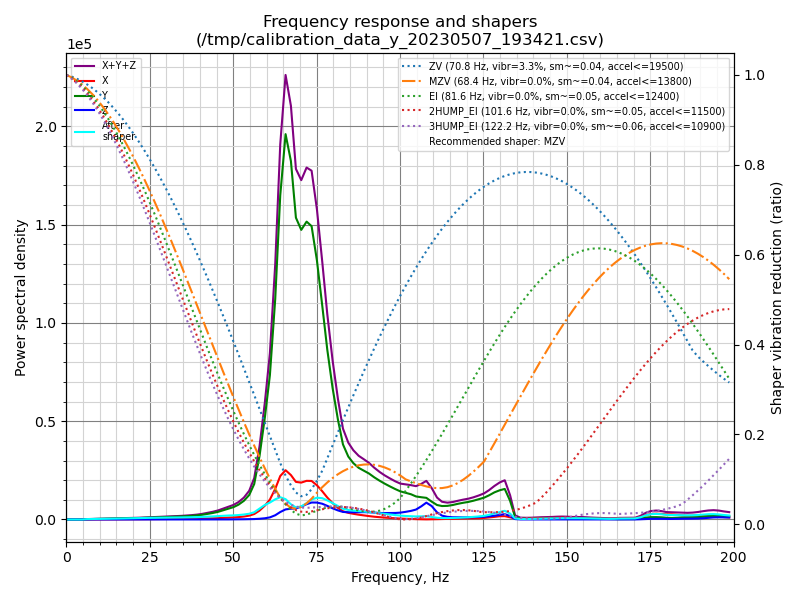 Frequency response and shapers
(/tmp/calibration_data_y_20230507_193421.csv)
1e5
X+Y+Z
X
Y
Z
After
shaper
ZV (70.8 Hz, vibr=3.3%, sm~=0.04, accel<=19500)
MZV (68.4 Hz, vibr=0.0%, sm~=0.04, accel<=13800)
EI (81.6 Hz, vibr=0.0%, sm~=0.05, accel<=12400)
2HUMP_EI (101.6 Hz, vibr=0.0%, sm~=0.05, accel<=11500)
3HUMP_EI (122.2 Hz, vibr=0.0%, sm~=0.06, accel<=10900)
Recommended shaper: MZV
Power spectral density
2.0
1.5
1.0
0.5
0.0
1.0
0.8
0.6
0.4
0.2
0.0
Shaper vibration reduction (ratio)
0 25 50 75 100 125 150 175 200
Frequency, Hz